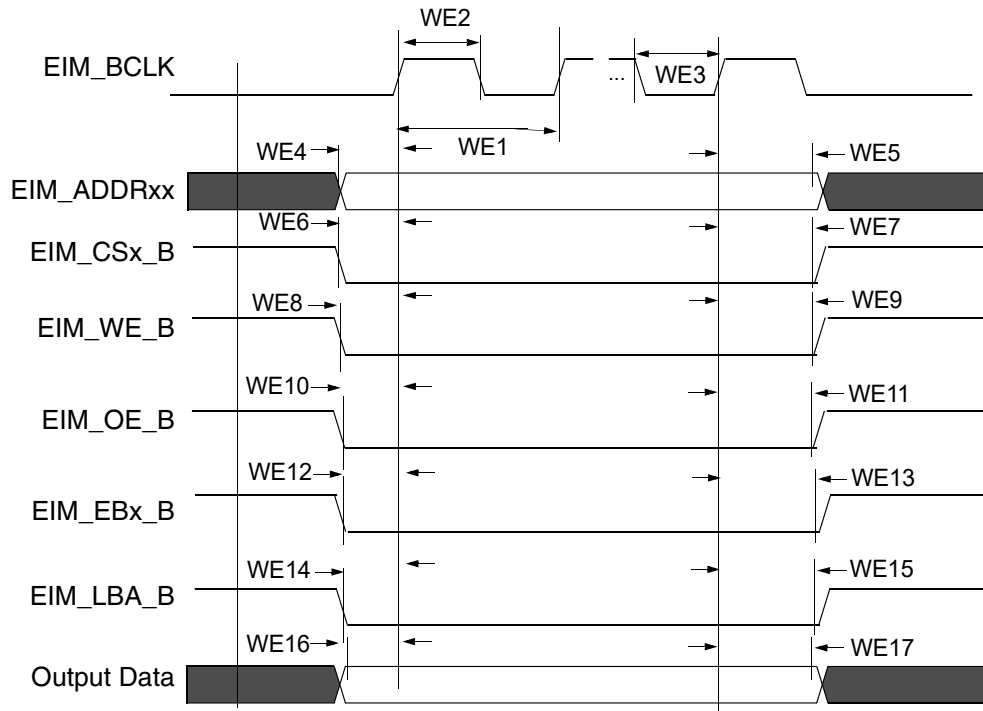 WE2
EIM_BCLK
...
WE3
WE1
WE4
WE5
EIM_ADDRxx
WE6
WE7
EIM_CSx_B
WE8
WE9
EIM_WE_B
WE10
WE11
EIM_OE_B
WE12
WE13
EIM_EBx_B
WE14
WE15
EIM_LBA_B
WE16
WE17
Output Data